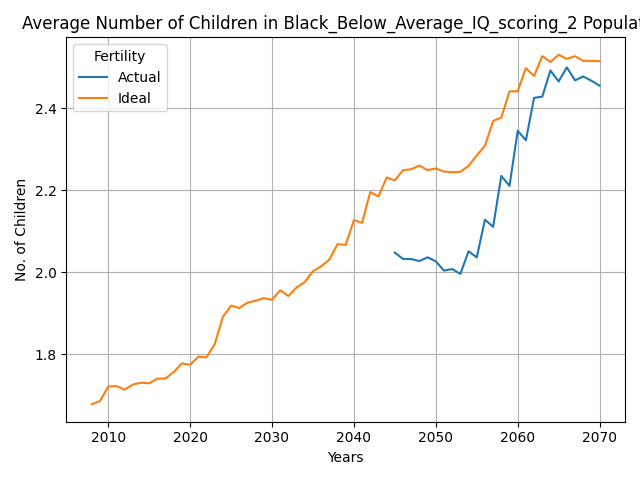 Average Number of Children in Black_Below_Average_IQ_scoring_2 Populat
Fertility
Actual
Ideal
No. of Children
2.4
2.2
2.0
1.8
2010 2020 2030 2040 2050 2060 2070
Years